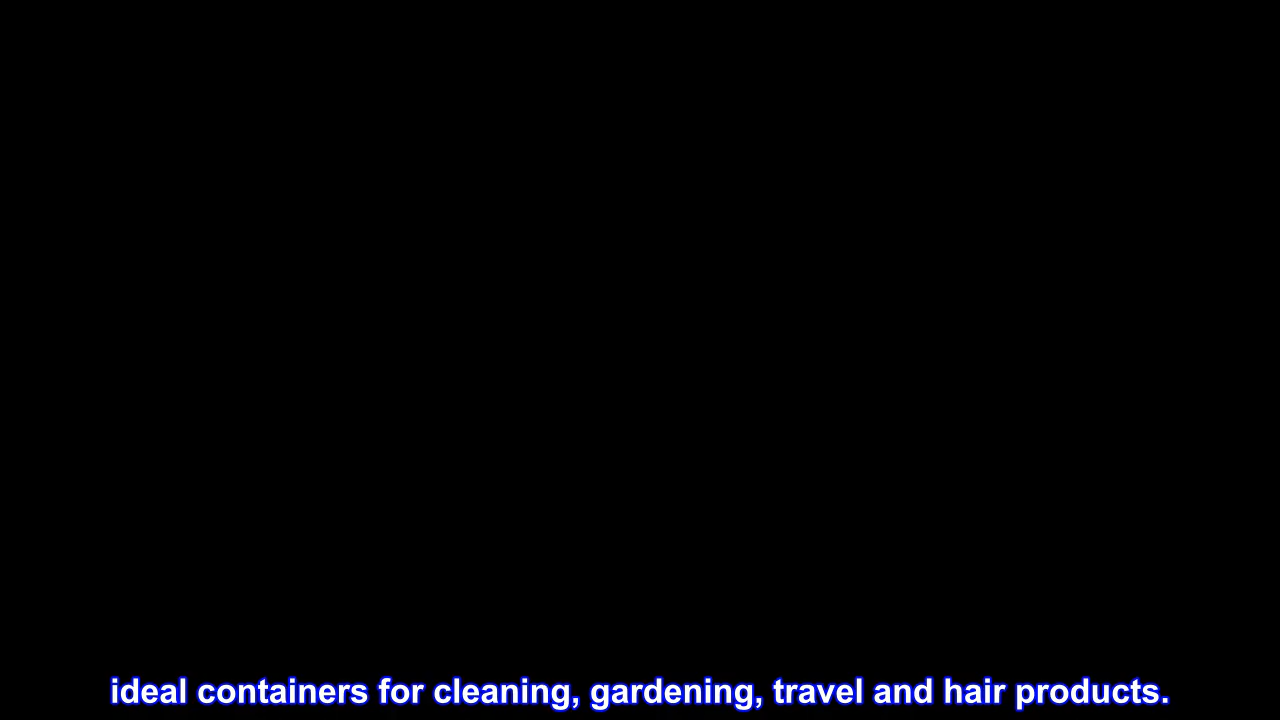 ideal containers for cleaning, gardening, travel and hair products.